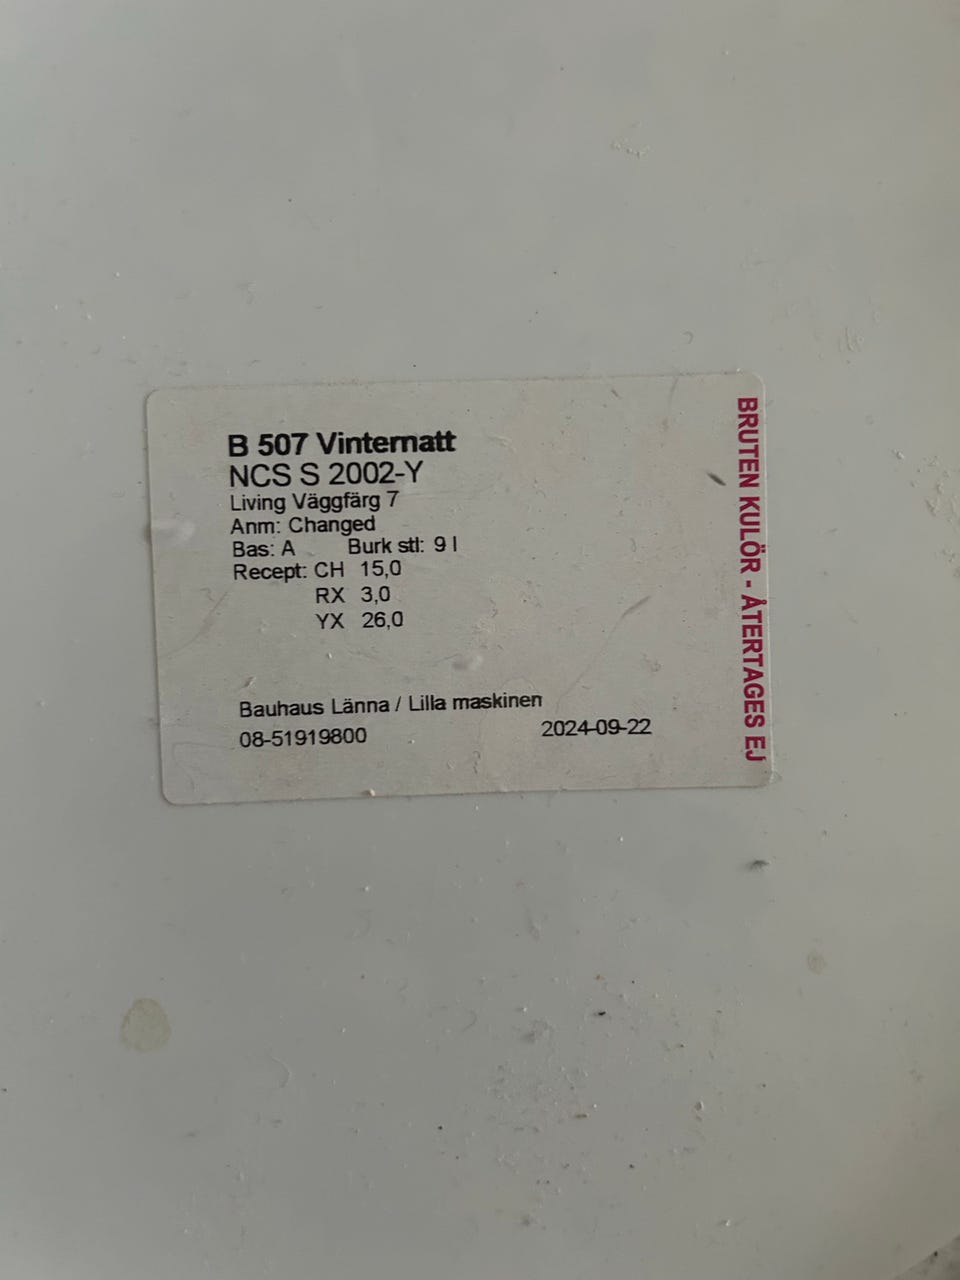 B 507 Vinternatt
NCS S 2002-Y
Living Väggfärg 7
Anm: Changed
Bas: A Burk stl: 9 l
Recept: CH 15,0
RX 3,0
YX 26,0
Bauhaus Länna / Lilla maskinen
08-51919800 2024-09-22
BRUTEN KULÖR - ÅTERTAGES EJ